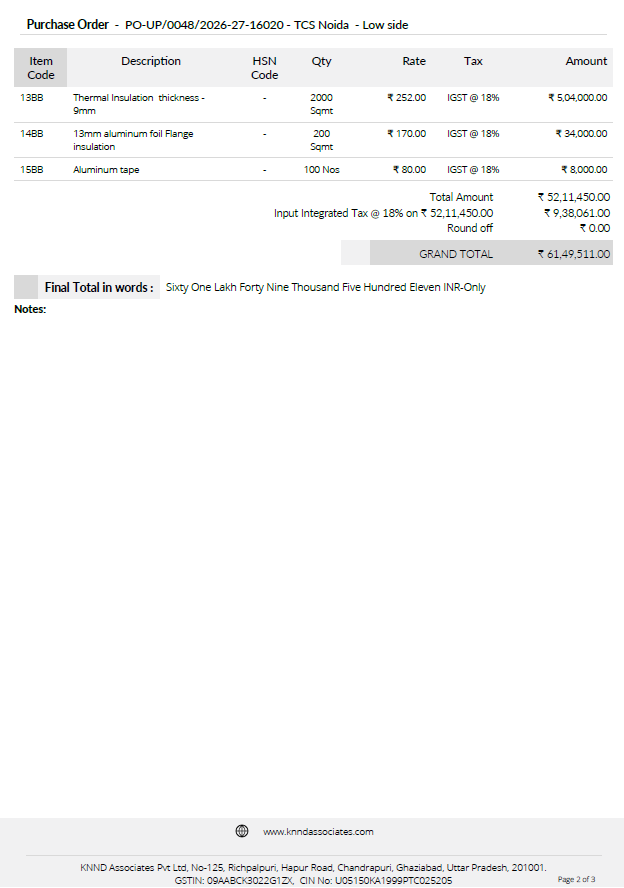 Purchase Order - PO-UP/0048/2026-27-16020 - TCS Noida - Low side
Item Code Description HSN Code Qty Rate Tax Amount
13BB Thermal Insulation thickness - 9mm - 2000 Sqmt ₹ 252.00 IGST @ 18% ₹ 5,04,000.00
14BB 13mm aluminum foil Flange insulation - 200 Sqmt ₹ 170.00 IGST @ 18% ₹ 34,000.00
15BB Aluminum tape - 100 Nos ₹ 80.00 IGST @ 18% ₹ 8,000.00
Total Amount ₹ 52,11,450.00
Input Integrated Tax @ 18% on ₹ 52,11,450.00 ₹ 9,38,061.00
Round off ₹ 0.00
GRAND TOTAL ₹ 61,49,511.00
Final Total in words : Sixty One Lakh Forty Nine Thousand Five Hundred Eleven INR-Only
Notes:
www.knndassociates.com
KNND Associates Pvt Ltd, No-125, Richpalpuri, Hapur Road, Chandrapuri, Ghaziabad, Uttar Pradesh, 201001.
GSTIN: 09AABCK3022G1ZX, CIN No: U05150KA1999PTC025205
Page 2 of 3